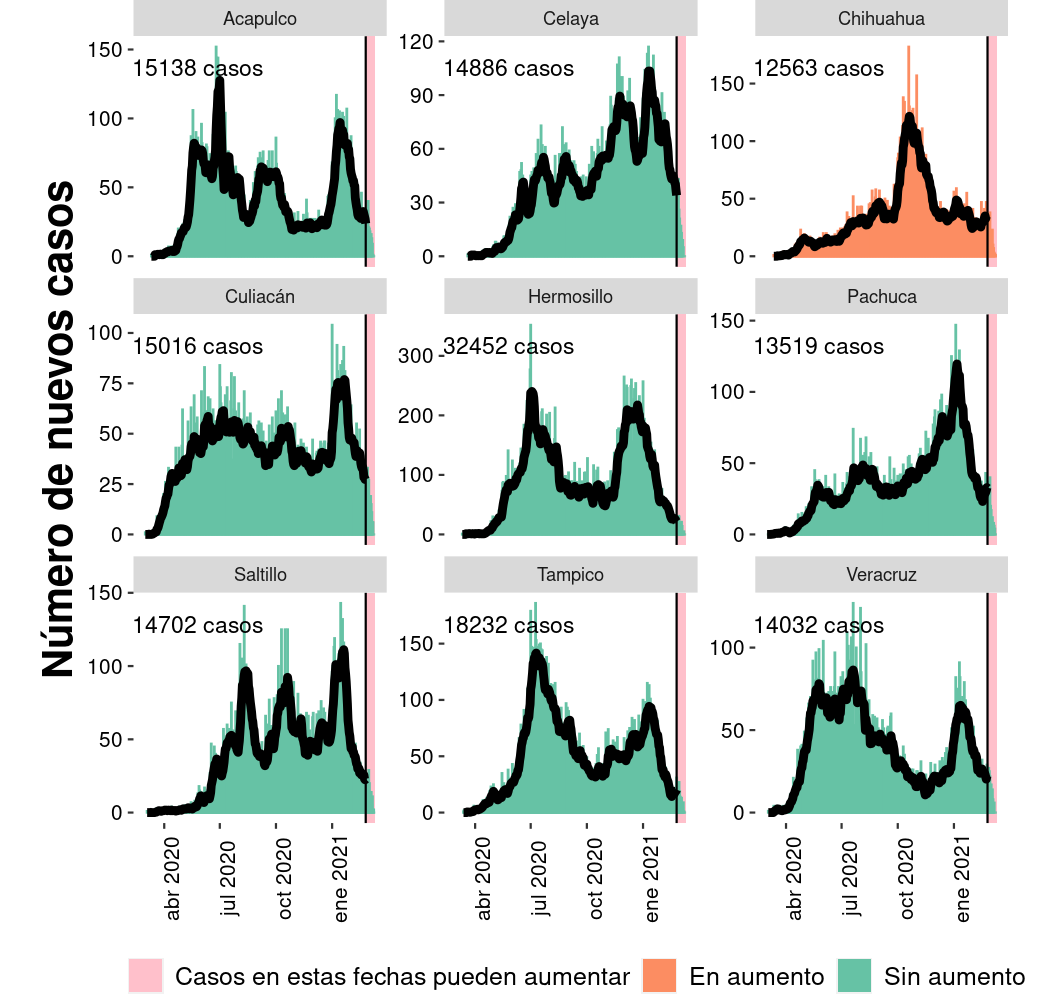 Número de nuevos casos
Acapulco
15138 casos
150
100
50
0
Celaya
14886 casos
120
90
60
30
0
Chihuahua
12563 casos
150
100
50
0
Culiacán
15016 casos
100
75
50
25
0
Hermosillo
32452 casos
300
200
100
0
Pachuca
13519 casos
150
100
50
0
Saltillo
14702 casos
150
100
50
0
Tampico
18232 casos
150
100
50
0
Veracruz
14032 casos
100
50
0
abr 2020
jul 2020
oct 2020
ene 2021
abr 2020
jul 2020
oct 2020
ene 2021
abr 2020
jul 2020
oct 2020
ene 2021
Casos en estas fechas pueden aumentar
En aumento
Sin aumento